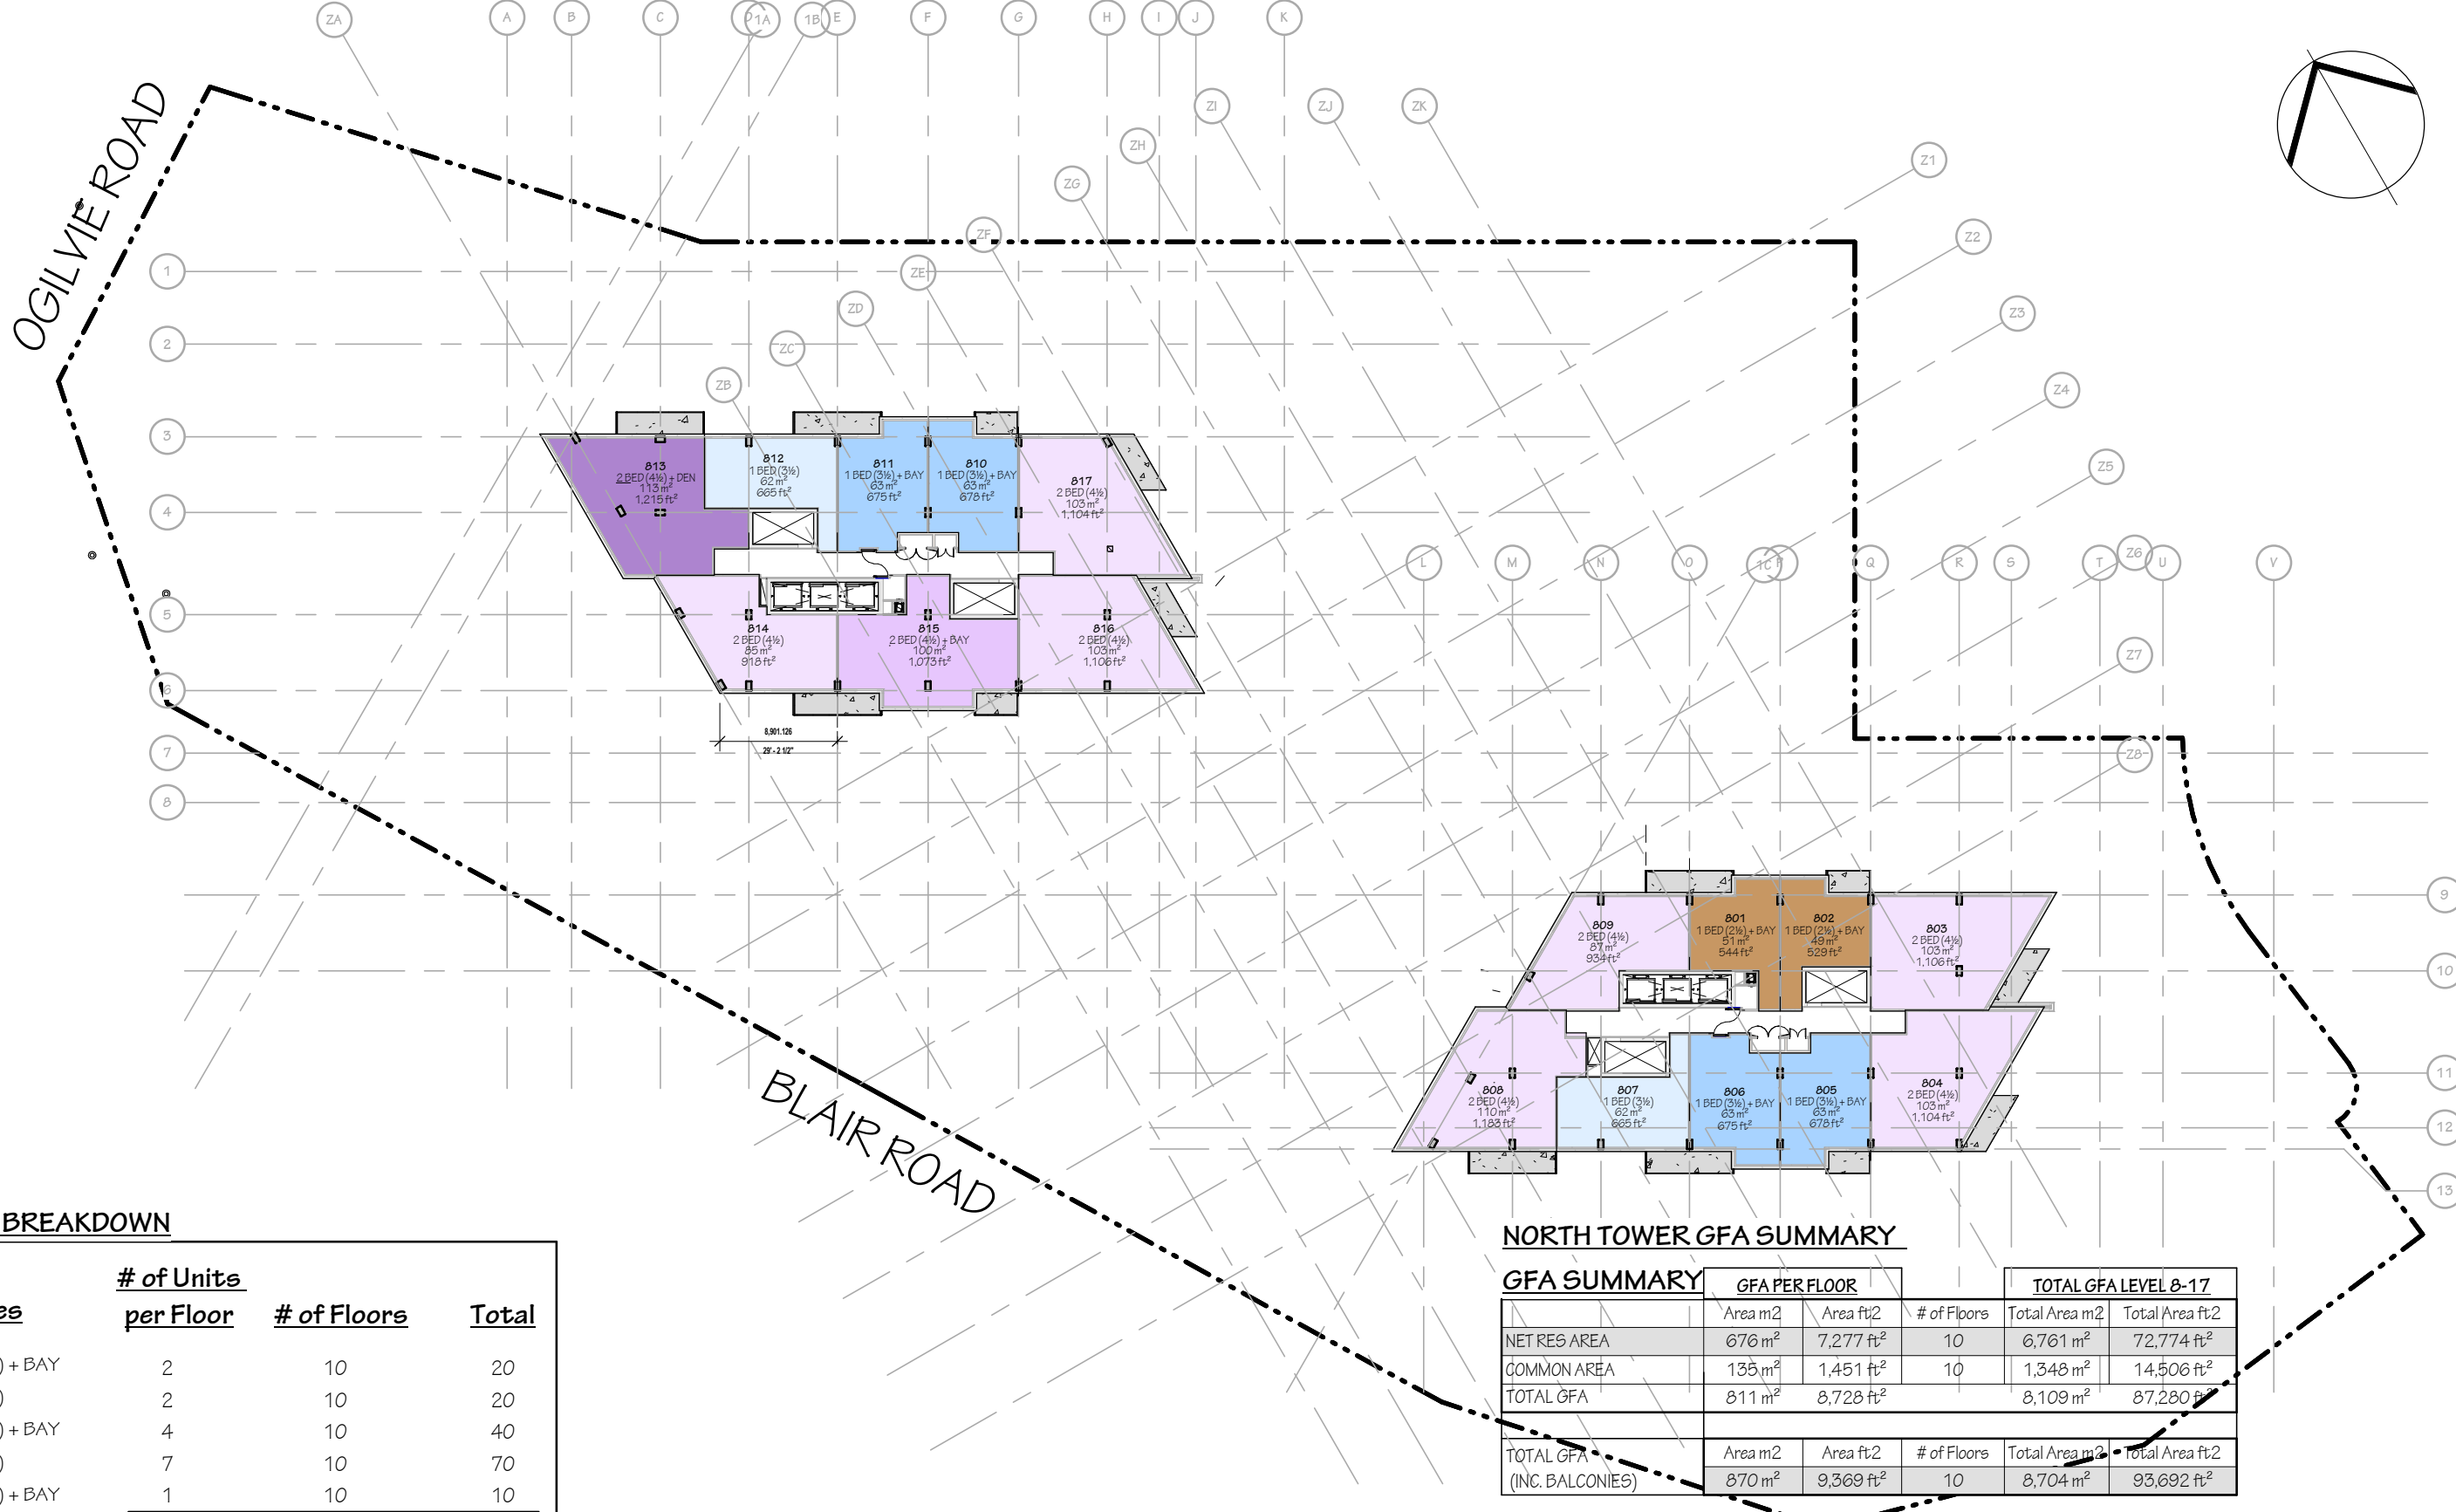 ZA
A
B
C
D
1A
1B
E
F
G
H
I
J
K
ZI
ZJ
ZK
ZH
ZG
ZF
ZE
ZD
ZC
ZB
Z1
Z2
Z3
Z4
Z5
Z6
Z7
Z8
OGILVIE ROAD
1
2
3
4
5
6
7
8
813
2 BED (4½) + DEN
113 m²
1,215 ft²
812
1 BED (3½)
62 m²
665 ft²
811
1 BED (3½) + BAY
63 m²
675 ft²
810
1 BED (3½) + BAY
63 m²
678 ft²
817
2 BED (4½)
103 m²
1,104 ft²
814
2 BED (4½)
85 m²
918 ft²
815
2 BED (4½) + BAY
100 m²
1,073 ft²
816
2 BED (4½)
103 m²
1,106 ft²
8,901.126
29' - 2 1/2"
L
M
N
O
1C
P
Q
R
S
T
U
V
9
10
11
12
13
809
2 BED (4½)
87 m²
934 ft²
801
1 BED (2½) + BAY
51 m²
544 ft²
802
1 BED (2½) + BAY
49 m²
529 ft²
803
2 BED (4½)
103 m²
1,106 ft²
808
2 BED (4½)
110 m²
1,183 ft²
807
1 BED (3½)
62 m²
665 ft²
806
1 BED (3½) + BAY
63 m²
675 ft²
805
1 BED (3½) + BAY
63 m²
678 ft²
804
2 BED (4½)
103 m²
1,104 ft²
BLAIR ROAD
BREAKDOWN
# of Units
es per Floor # of Floors Total
) + BAY 2 10 20
) 2 10 20
) + BAY 4 10 40
) 7 10 70
) + BAY 1 10 10
NORTH TOWER GFA SUMMARY
GFA SUMMARY GFA PER FLOOR TOTAL GFA LEVEL 8-17
Area m2 Area ft2 # of Floors Total Area m2 Total Area ft2
NET RES AREA 676 m² 7,277 ft² 10 6,761 m² 72,774 ft²
COMMON AREA 135 m² 1,451 ft² 10 1,348 m² 14,506 ft²
TOTAL GFA 811 m² 8,728 ft² 8,109 m² 87,280 ft²
TOTAL GFA Area m2 Area ft2 # of Floors Total Area m2 Total Area ft2
(INC. BALCONIES) 870 m² 9,369 ft² 10 8,704 m² 93,692 ft²